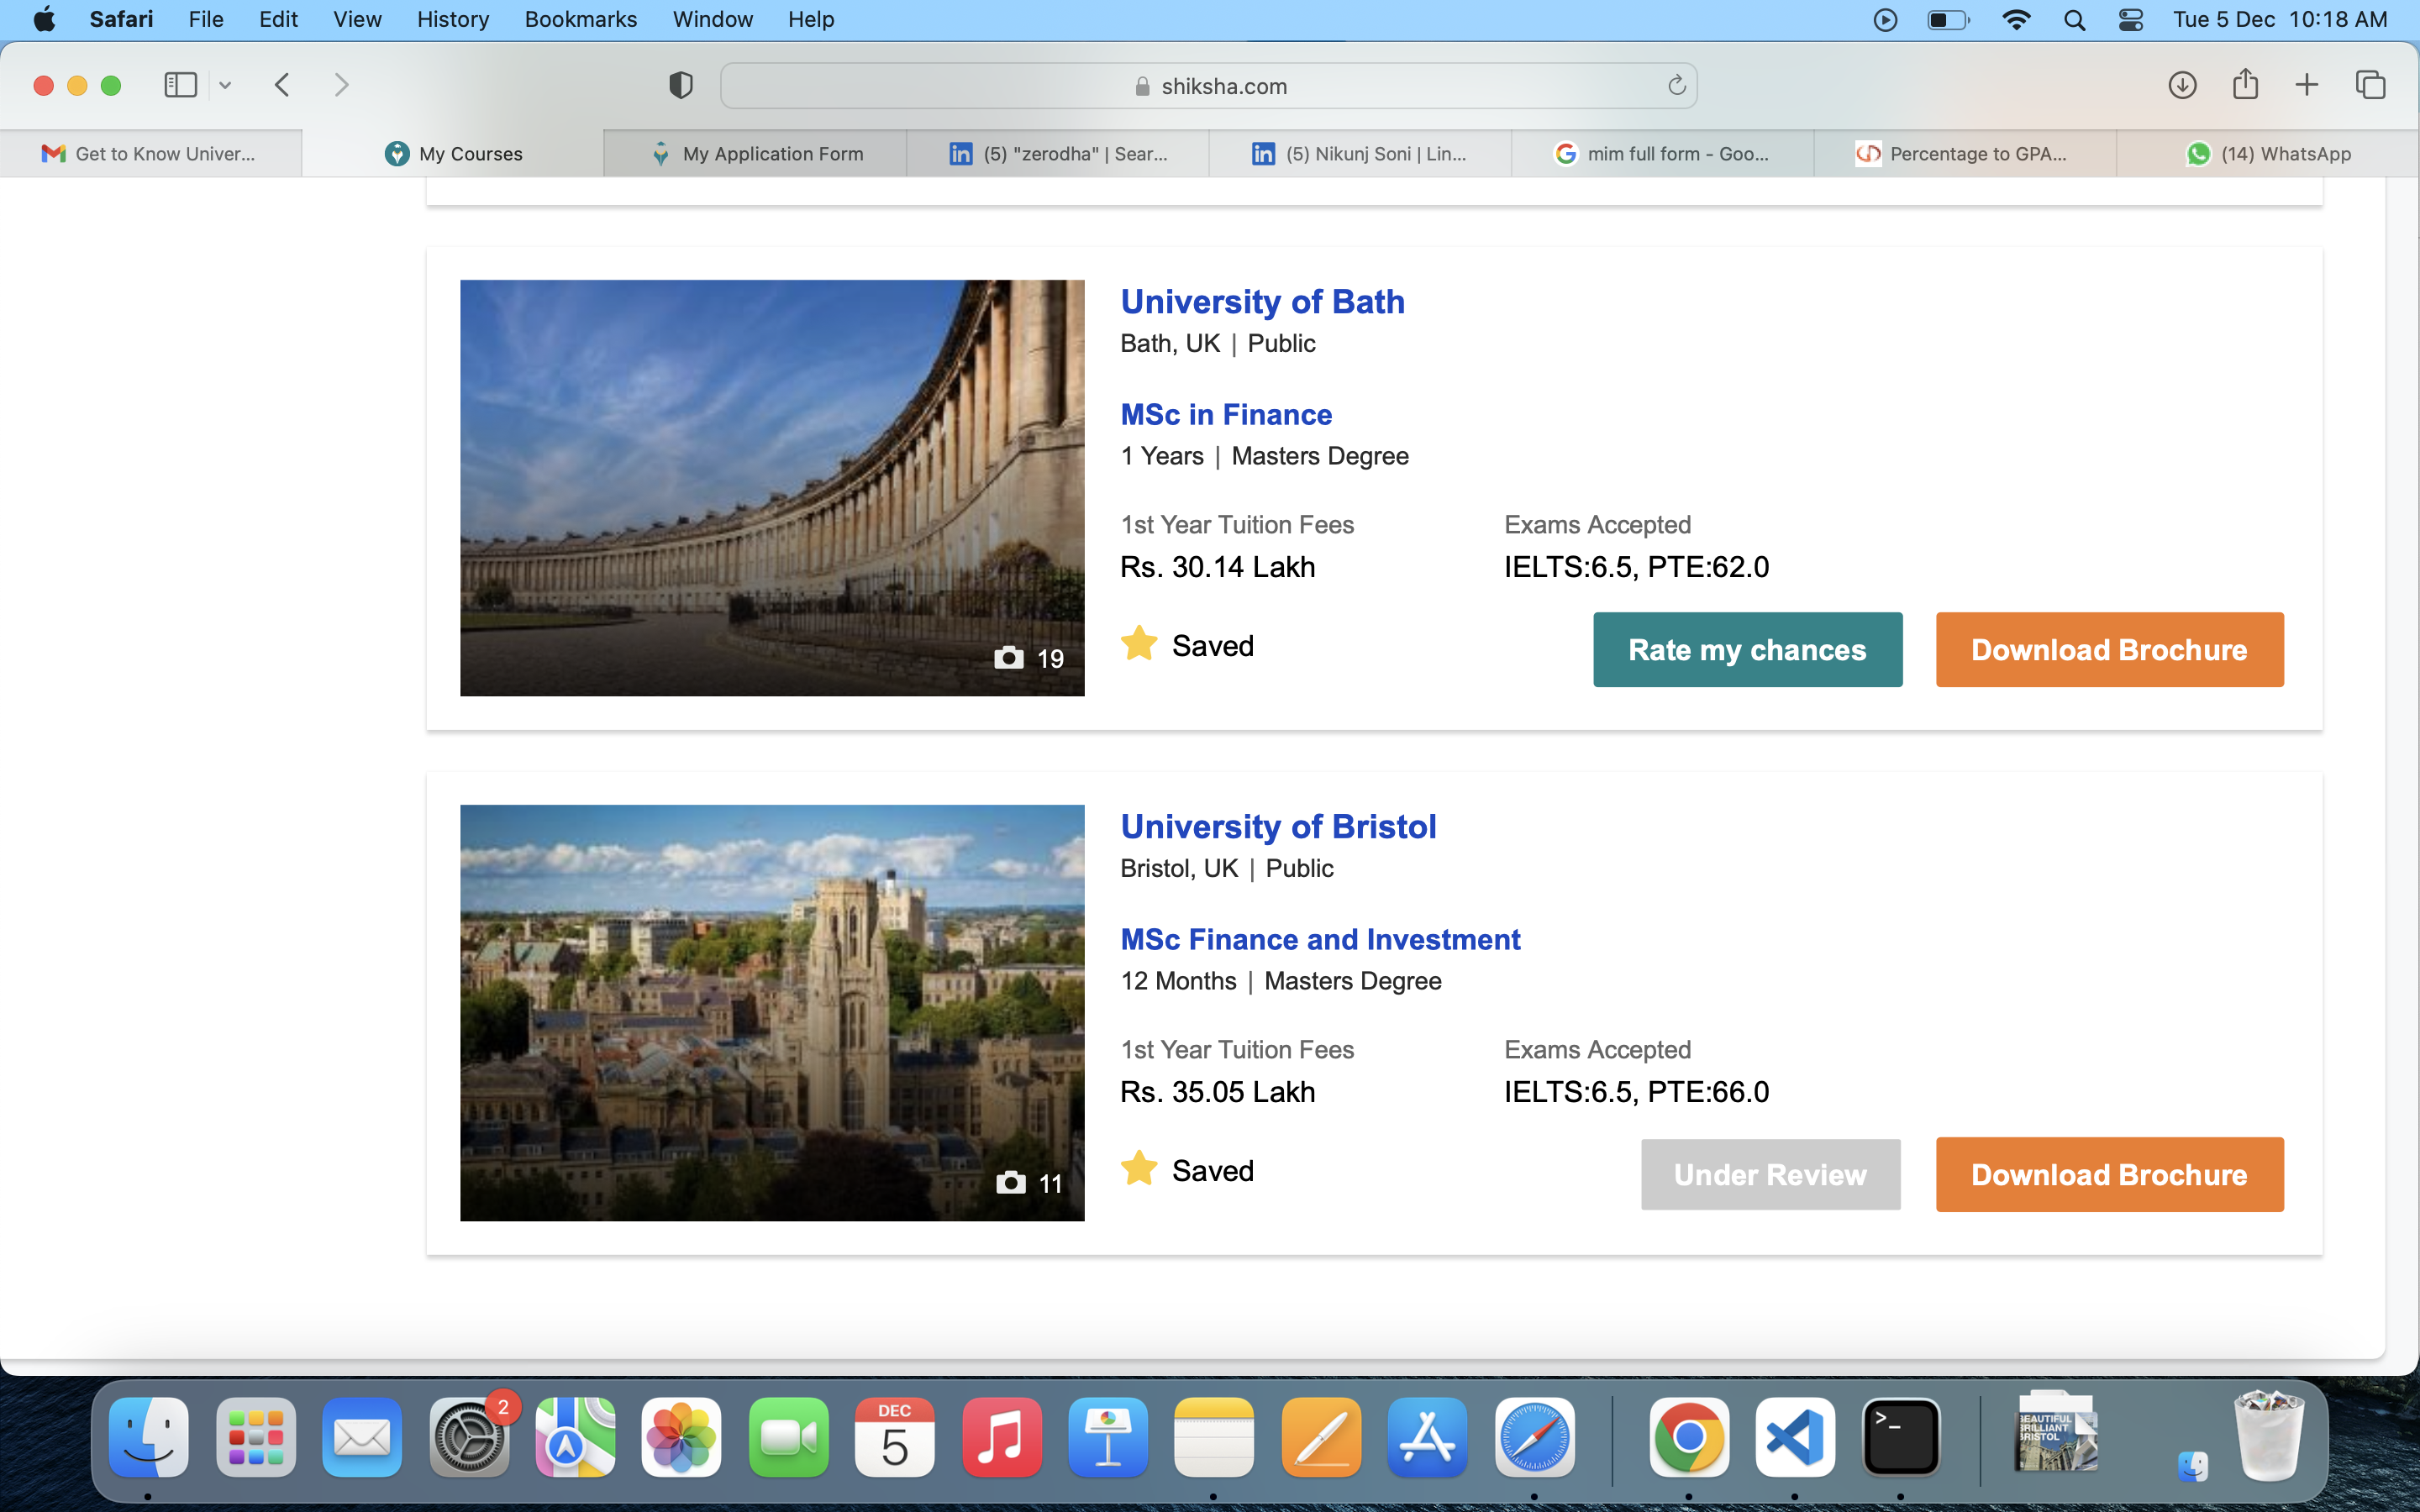 Safari File Edit View History Bookmarks Window Help Tue 5 Dec 10:18 AM
shiksha.com
Get to Know Univer...
My Courses
My Application Form
(5) "zerodha" | Sear...
(5) Nikunj Soni | Lin...
mim full form - Goo...
Percentage to GPA...
(14) WhatsApp
University of Bath
Bath, UK | Public
MSc in Finance
1 Years | Masters Degree
1st Year Tuition Fees Exams Accepted
Rs. 30.14 Lakh IELTS:6.5, PTE:62.0
Saved Rate my chances Download Brochure
19
University of Bristol
Bristol, UK | Public
MSc Finance and Investment
12 Months | Masters Degree
1st Year Tuition Fees Exams Accepted
Rs. 35.05 Lakh IELTS:6.5, PTE:66.0
Saved Under Review Download Brochure
11
2
DEC
5
>_
BEAUTIFUL
BRILLIANT
BRISTOL